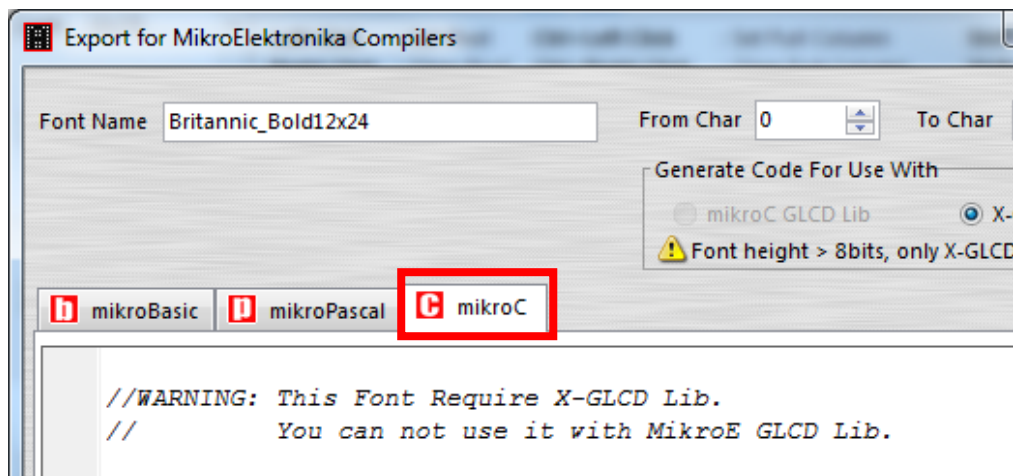 Export for MikroElektronika Compilers
Font Name Britannic_Bold12x24 From Char 0 To Char
Generate Code For Use With
mikroC GLCD Lib X-
Font height > 8bits, only X-GLCD
b mikroBasic p mikroPascal C mikroC
//WARNING: This Font Require X-GLCD Lib.
// You can not use it with MikroE GLCD Lib.